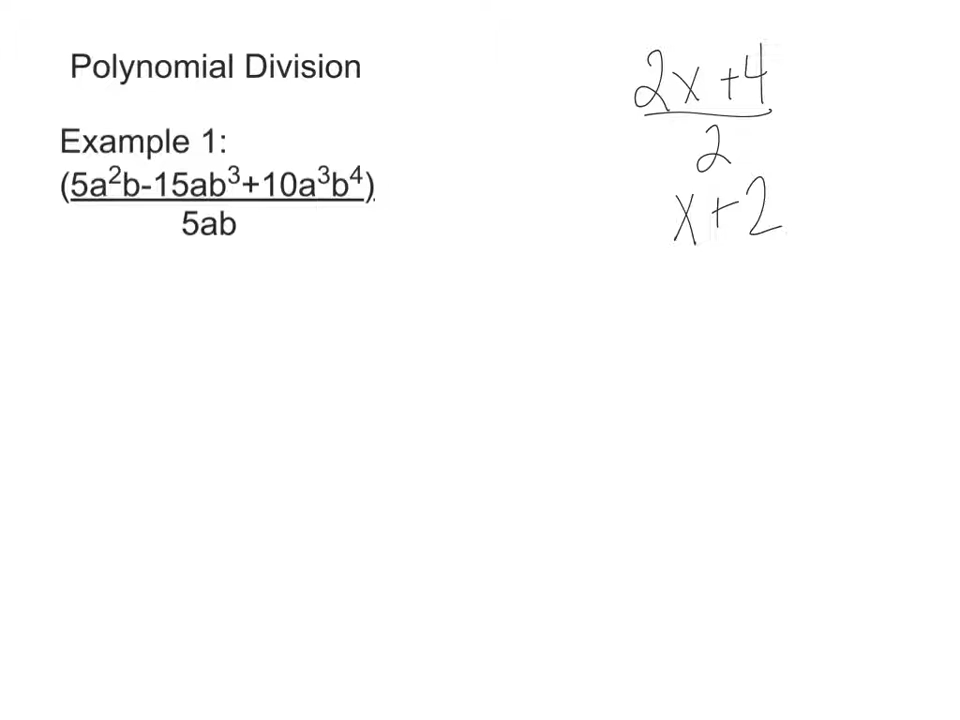 Polynomial Division
Example 1:
(5a²b-15ab³+10a³b⁴)
5ab
2x +4
2
x + 2